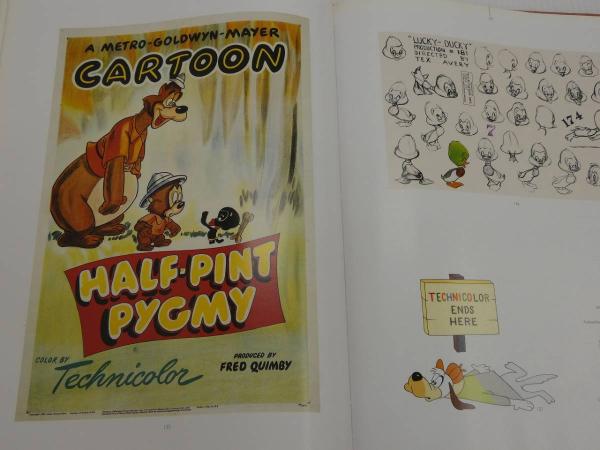 A METRO-GOLDWYN-MAYER
CARTOON
HALF-PINT
PYGMY
COLOR BY
Technicolor
PRODUCED BY
FRED QUIMBY
"LUCKY-DUCKY"
PRODUCTION # 181
DIRECTED BY
TEX AVERY
7
174
TECHNICOLOR
ENDS
HERE